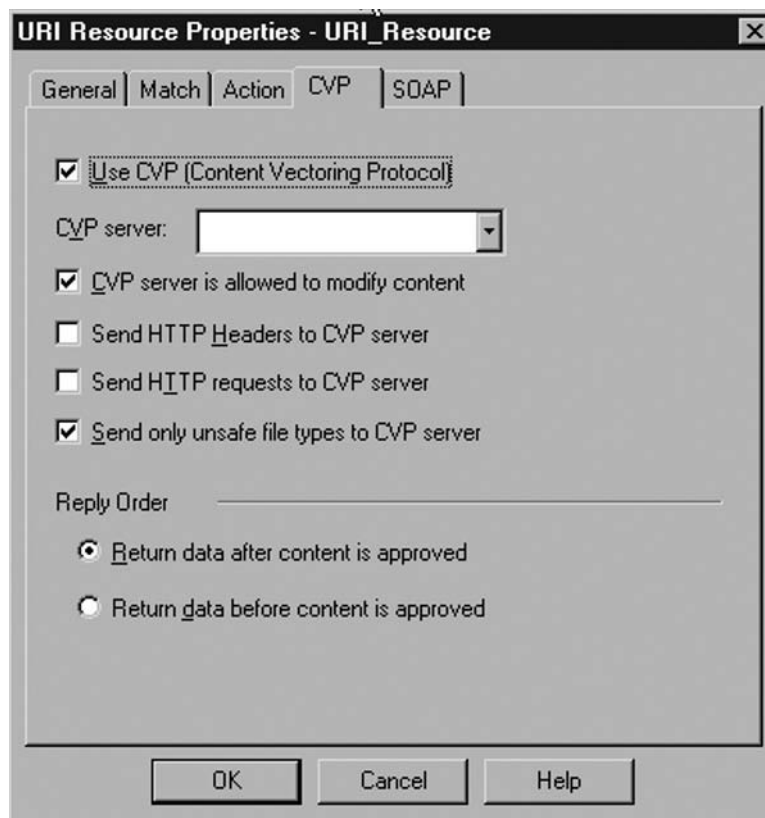 URI Resource Properties - URI_Resource
General Match Action CVP SOAP
Use CVP (Content Vectoring Protocol)
CVP server:
CVP server is allowed to modify content
Send HTTP Headers to CVP server
Send HTTP requests to CVP server
Send only unsafe file types to CVP server
Reply Order
Return data after content is approved
Return data before content is approved
OK Cancel Help